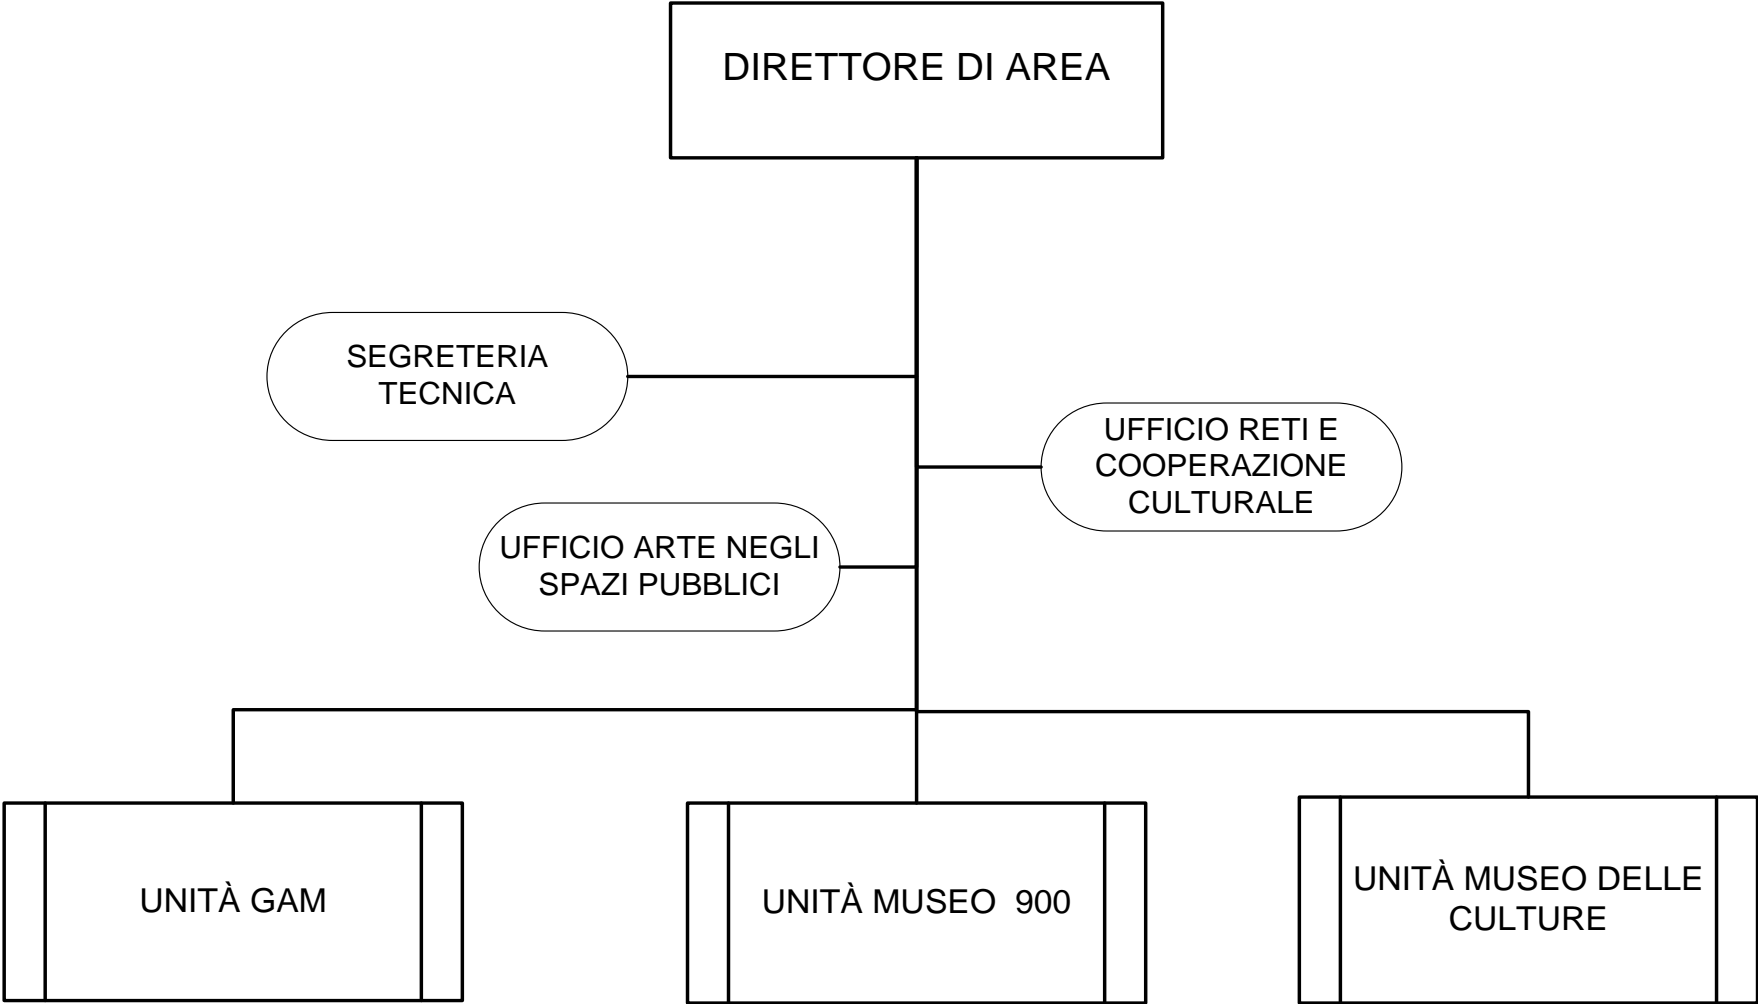 DIRETTORE DI AREA
SEGRETERIA
TECNICA
UFFICIO RETI E
COOPERAZIONE
CULTURALE
UFFICIO ARTE NEGLI
SPAZI PUBBLICI
UNITÀ GAM
UNITÀ MUSEO  900
UNITÀ MUSEO DELLE
CULTURE